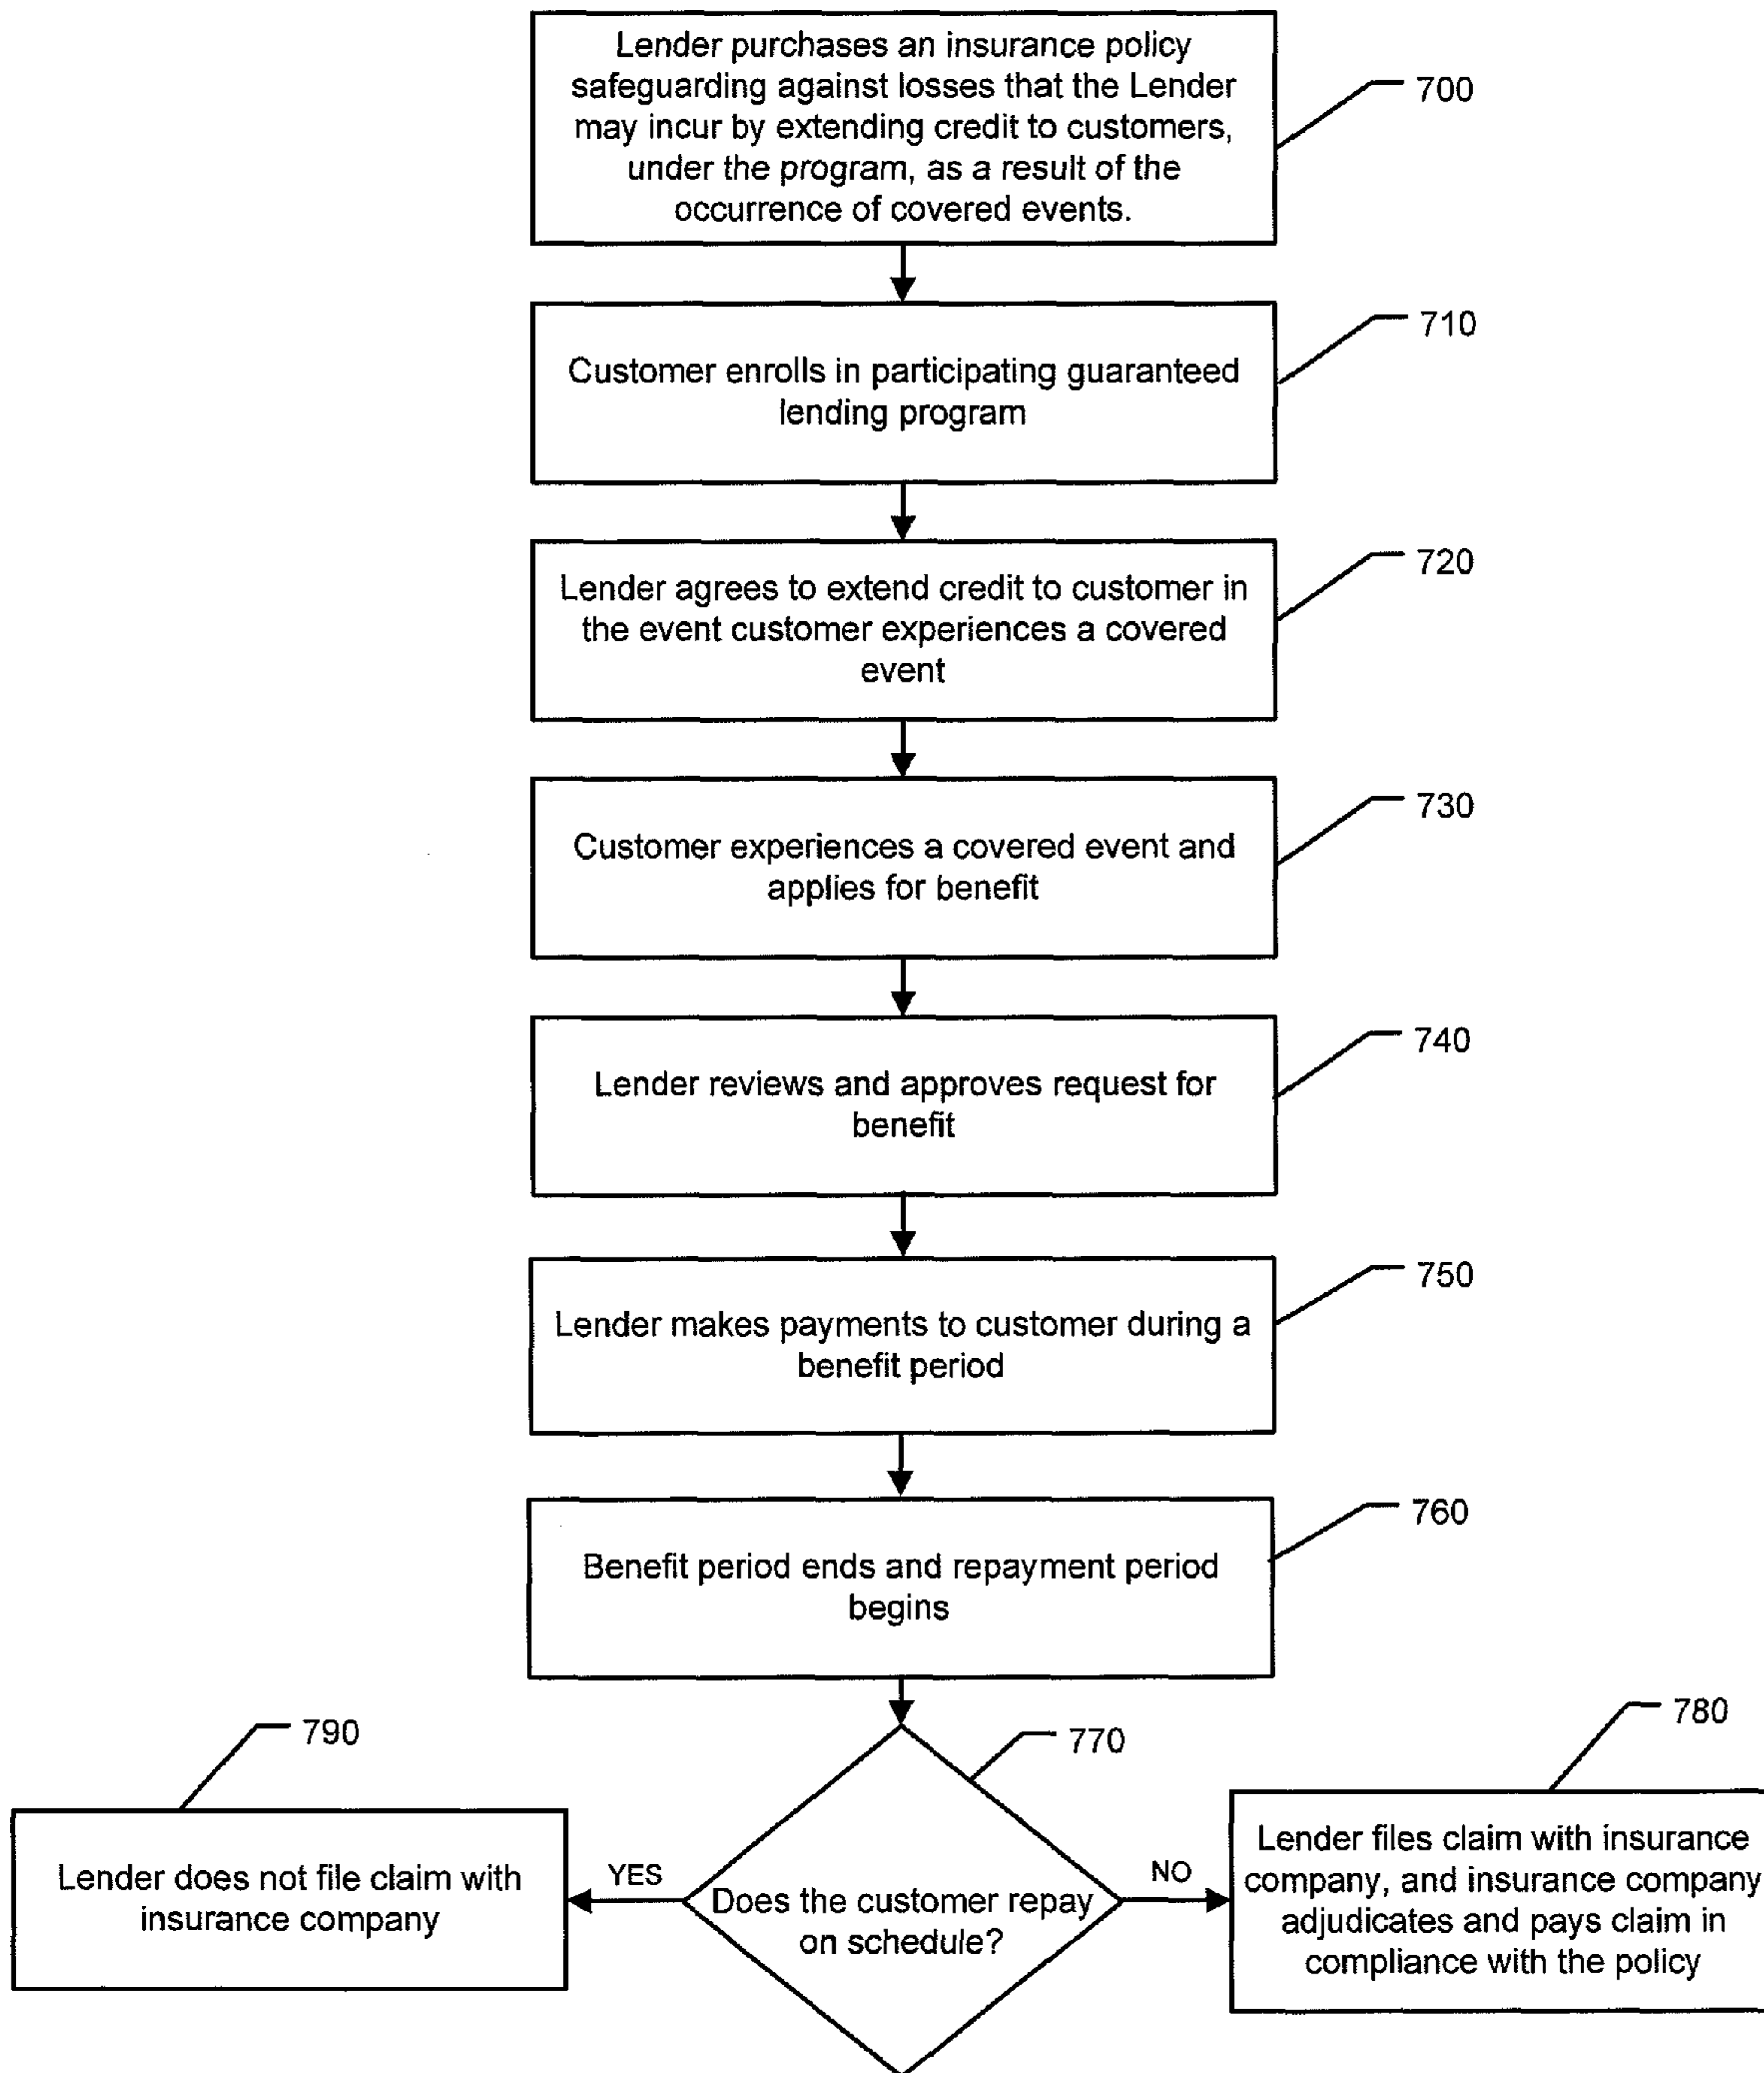 Lender purchases an insurance policy
safeguarding against losses that the Lender
may incur by extending credit to customers,
under the program, as a result of the
occurrence of covered events.
700
Customer enrolls in participating guaranteed
lending program
710
Lender agrees to extend credit to customer in
the event customer experiences a covered
event
720
Customer experiences a covered event and
applies for benefit
730
Lender reviews and approves request for
benefit
740
Lender makes payments to customer during a
benefit period
750
Benefit period ends and repayment period
begins
760
790
770
780
Lender does not file claim with
insurance company
YES
Does the customer repay
on schedule?
NO
Lender files claim with insurance
company, and insurance company
adjudicates and pays claim in
compliance with the policy